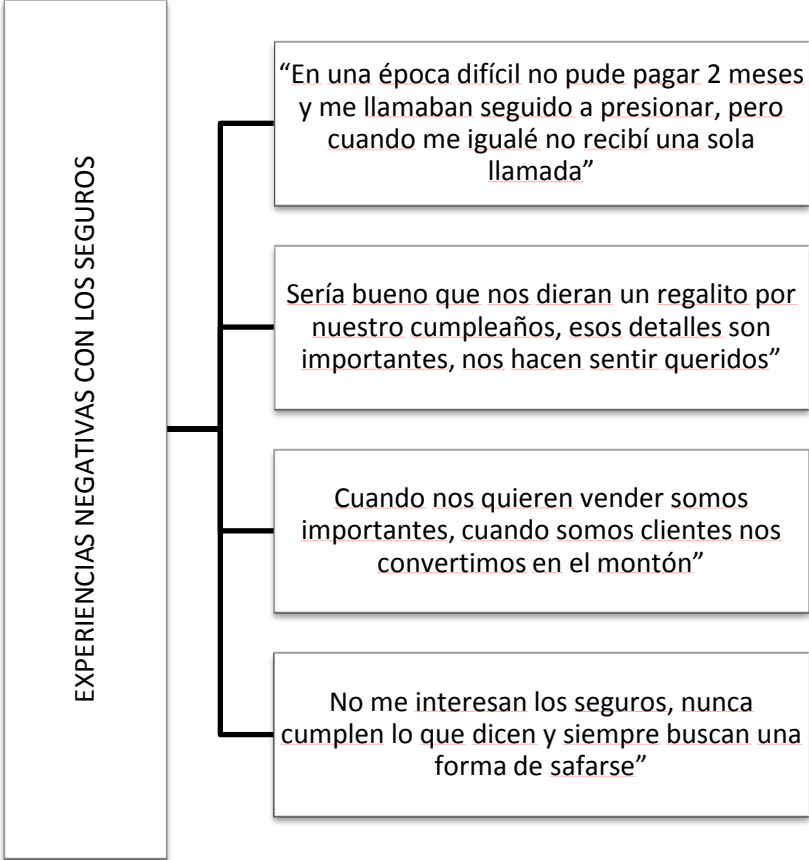 EXPERIENCIAS NEGATIVAS CON LOS SEGUROS
“En una época difícil no pude pagar 2 meses
y me llamaban seguido a presionar, pero
cuando me igualé no recibí una sola
llamada”
Sería bueno que nos dieran un regalito por
nuestro cumpleaños, esos detalles son
importantes, nos hacen sentir queridos”
Cuando nos quieren vender somos
importantes, cuando somos clientes nos
convertimos en el montón”
No me interesan los seguros, nunca
cumplen lo que dicen y siempre buscan una
forma de safarse”